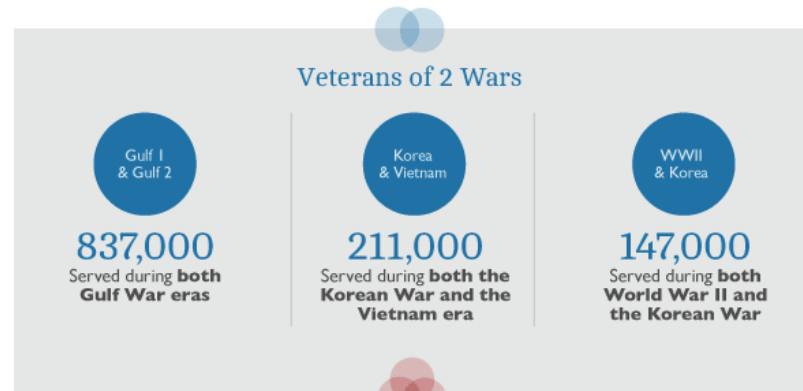 Veterans of 2 Wars
Gulf I
& Gulf 2
837,000
Served during both
Gulf War eras
Korea
& Vietnam
211,000
Served during both the
Korean War and the
Vietnam era
WWII
& Korea
147,000
Served during both
World War II and
the Korean War